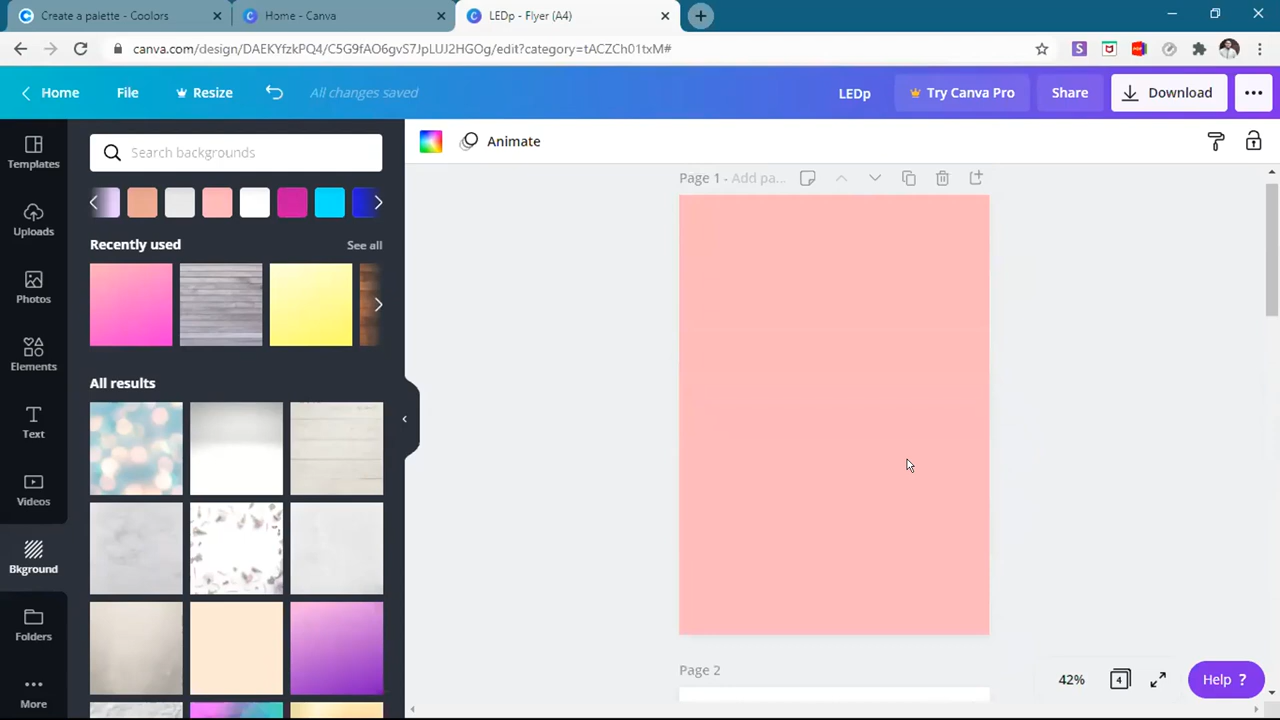 Create a palette - Coolors
Home - Canva
LEDp - Flyer (A4)
canva.com/design/DAEKYfzkPQ4/C5G9fAO6gvS7JpLUJ2HGOg/edit?category=tACZCh01txM#
Home
File
Resize
All changes saved
LEDp
Try Canva Pro
Share
Download
Templates
Uploads
Photos
Elements
Text
Videos
Bkground
Folders
More
Search backgrounds
Recently used
See all
All results
Animate
Page 1 - Add pa...
Page 2
42%
4
Help ?